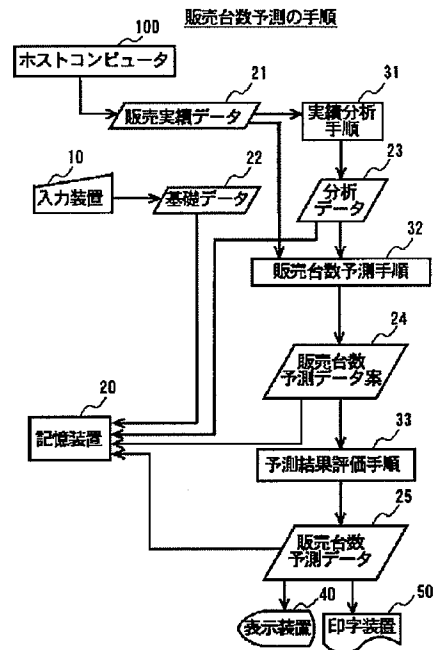 販売台数予測の手順
100
ホストコンピュータ
21
販売実績データ
31
実績分析
手順
10
入力装置
22
基礎データ
23
分析
データ
32
販売台数予測手順
24
販売台数
予測データ案
20
記憶装置
33
予測結果評価手順
25
販売台数
予測データ
40
表示装置
50
印字装置